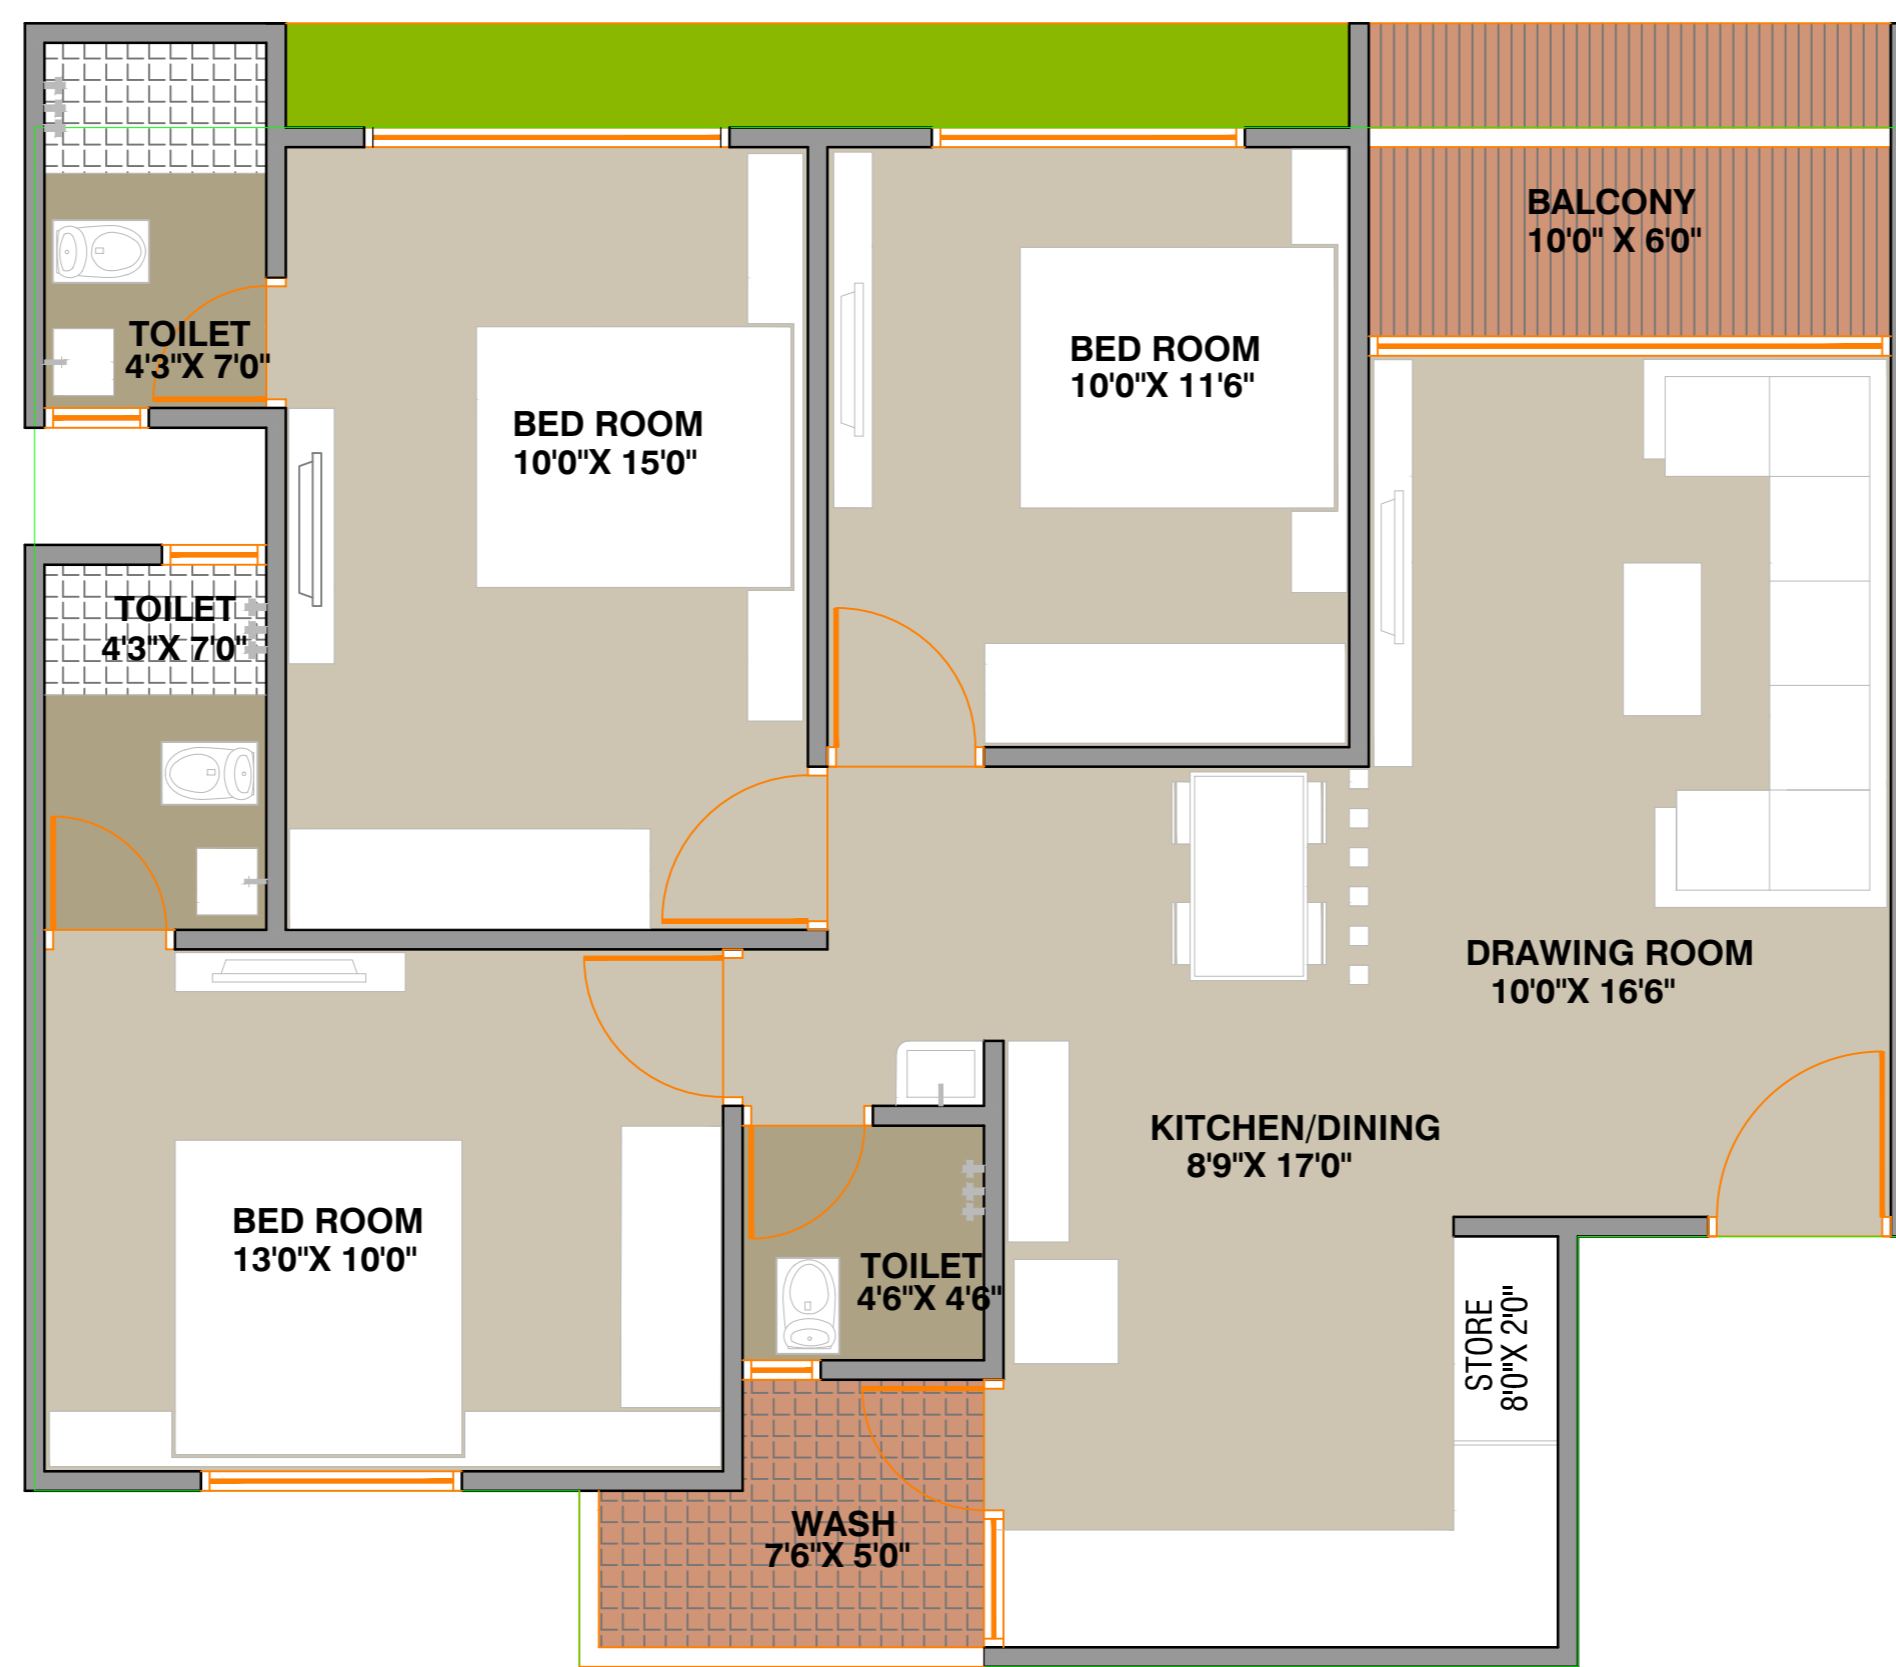 BALCONY
10'0" X 6'0"
TOILET
4'3"X 7'0"
BED ROOM
10'0"X 11'6"
BED ROOM
10'0"X 15'0"
TOILET
4'3"X 7'0"
DRAWING ROOM
10'0"X 16'6"
KITCHEN/DINING
8'9"X 17'0"
BED ROOM
13'0"X 10'0"
TOILET
4'6"X 4'6"
STORE
8'0"X 2'0"
WASH
7'6"X 5'0"